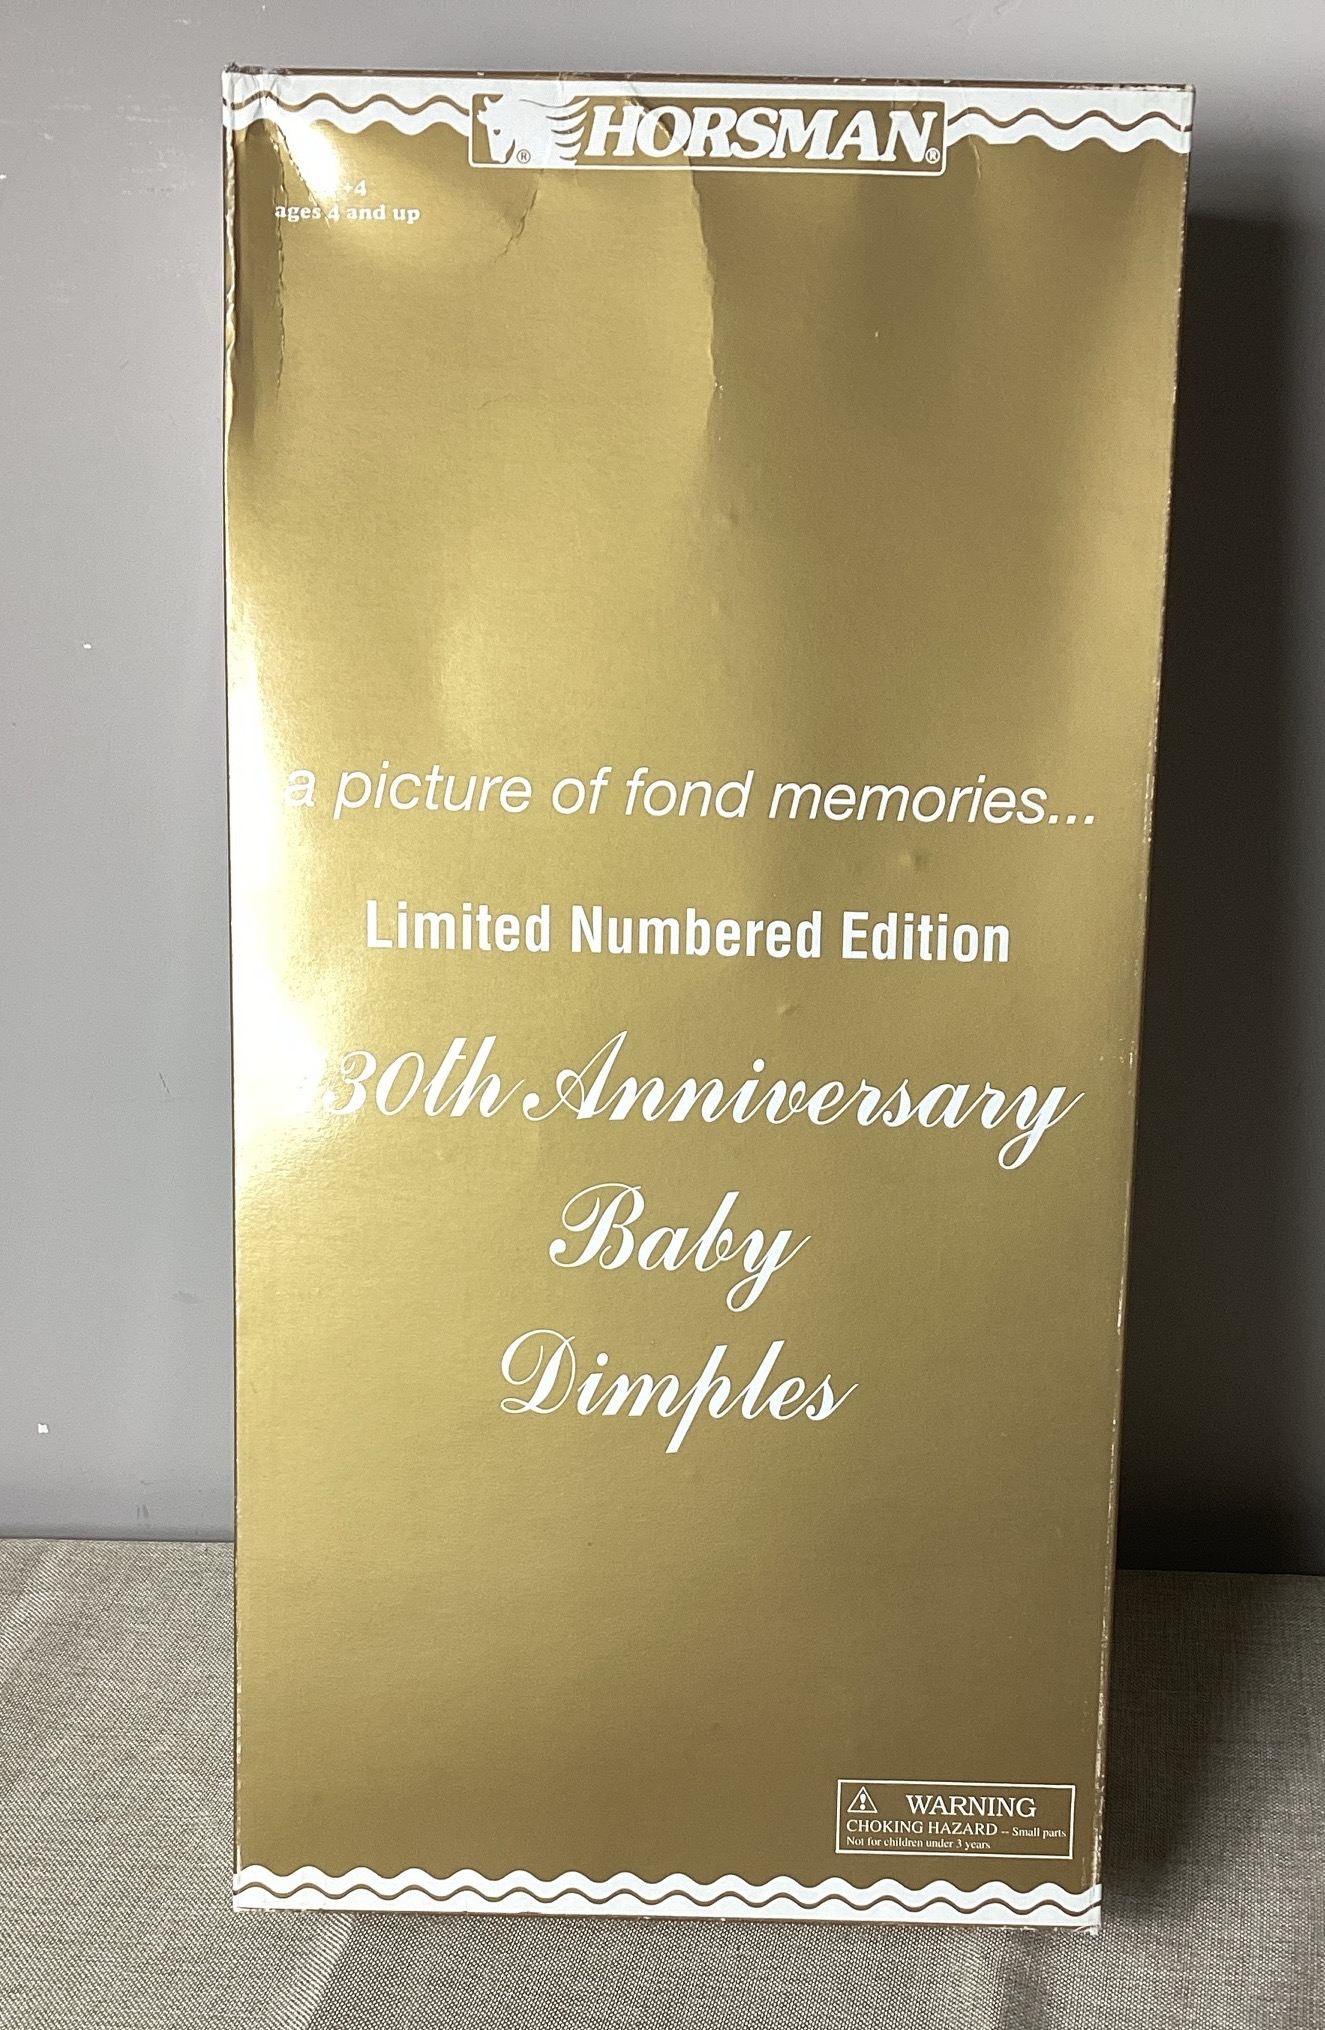 HORSMAN®
+4
ages 4 and up
a picture of fond memories...
Limited Numbered Edition
30th Anniversary
Baby
Dimples
WARNING
CHOKING HAZARD -- Small parts
Not for children under 3 years